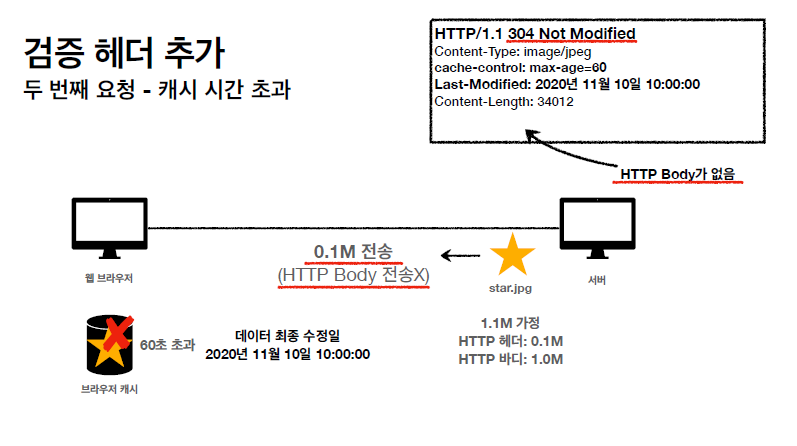 검증 헤더 추가
두 번째 요청 - 캐시 시간 초과
HTTP/1.1 304 Not Modified
Content-Type: image/jpeg
cache-control: max-age=60
Last-Modified: 2020년 11월 10일 10:00:00
Content-Length: 34012
HTTP Body가 없음
0.1M 전송
(HTTP Body 전송X)
star.jpg
웹 브라우저
서버
1.1M 가정
HTTP 헤더: 0.1M
HTTP 바디: 1.0M
60초 초과
데이터 최종 수정일
2020년 11월 10일 10:00:00
브라우저 캐시